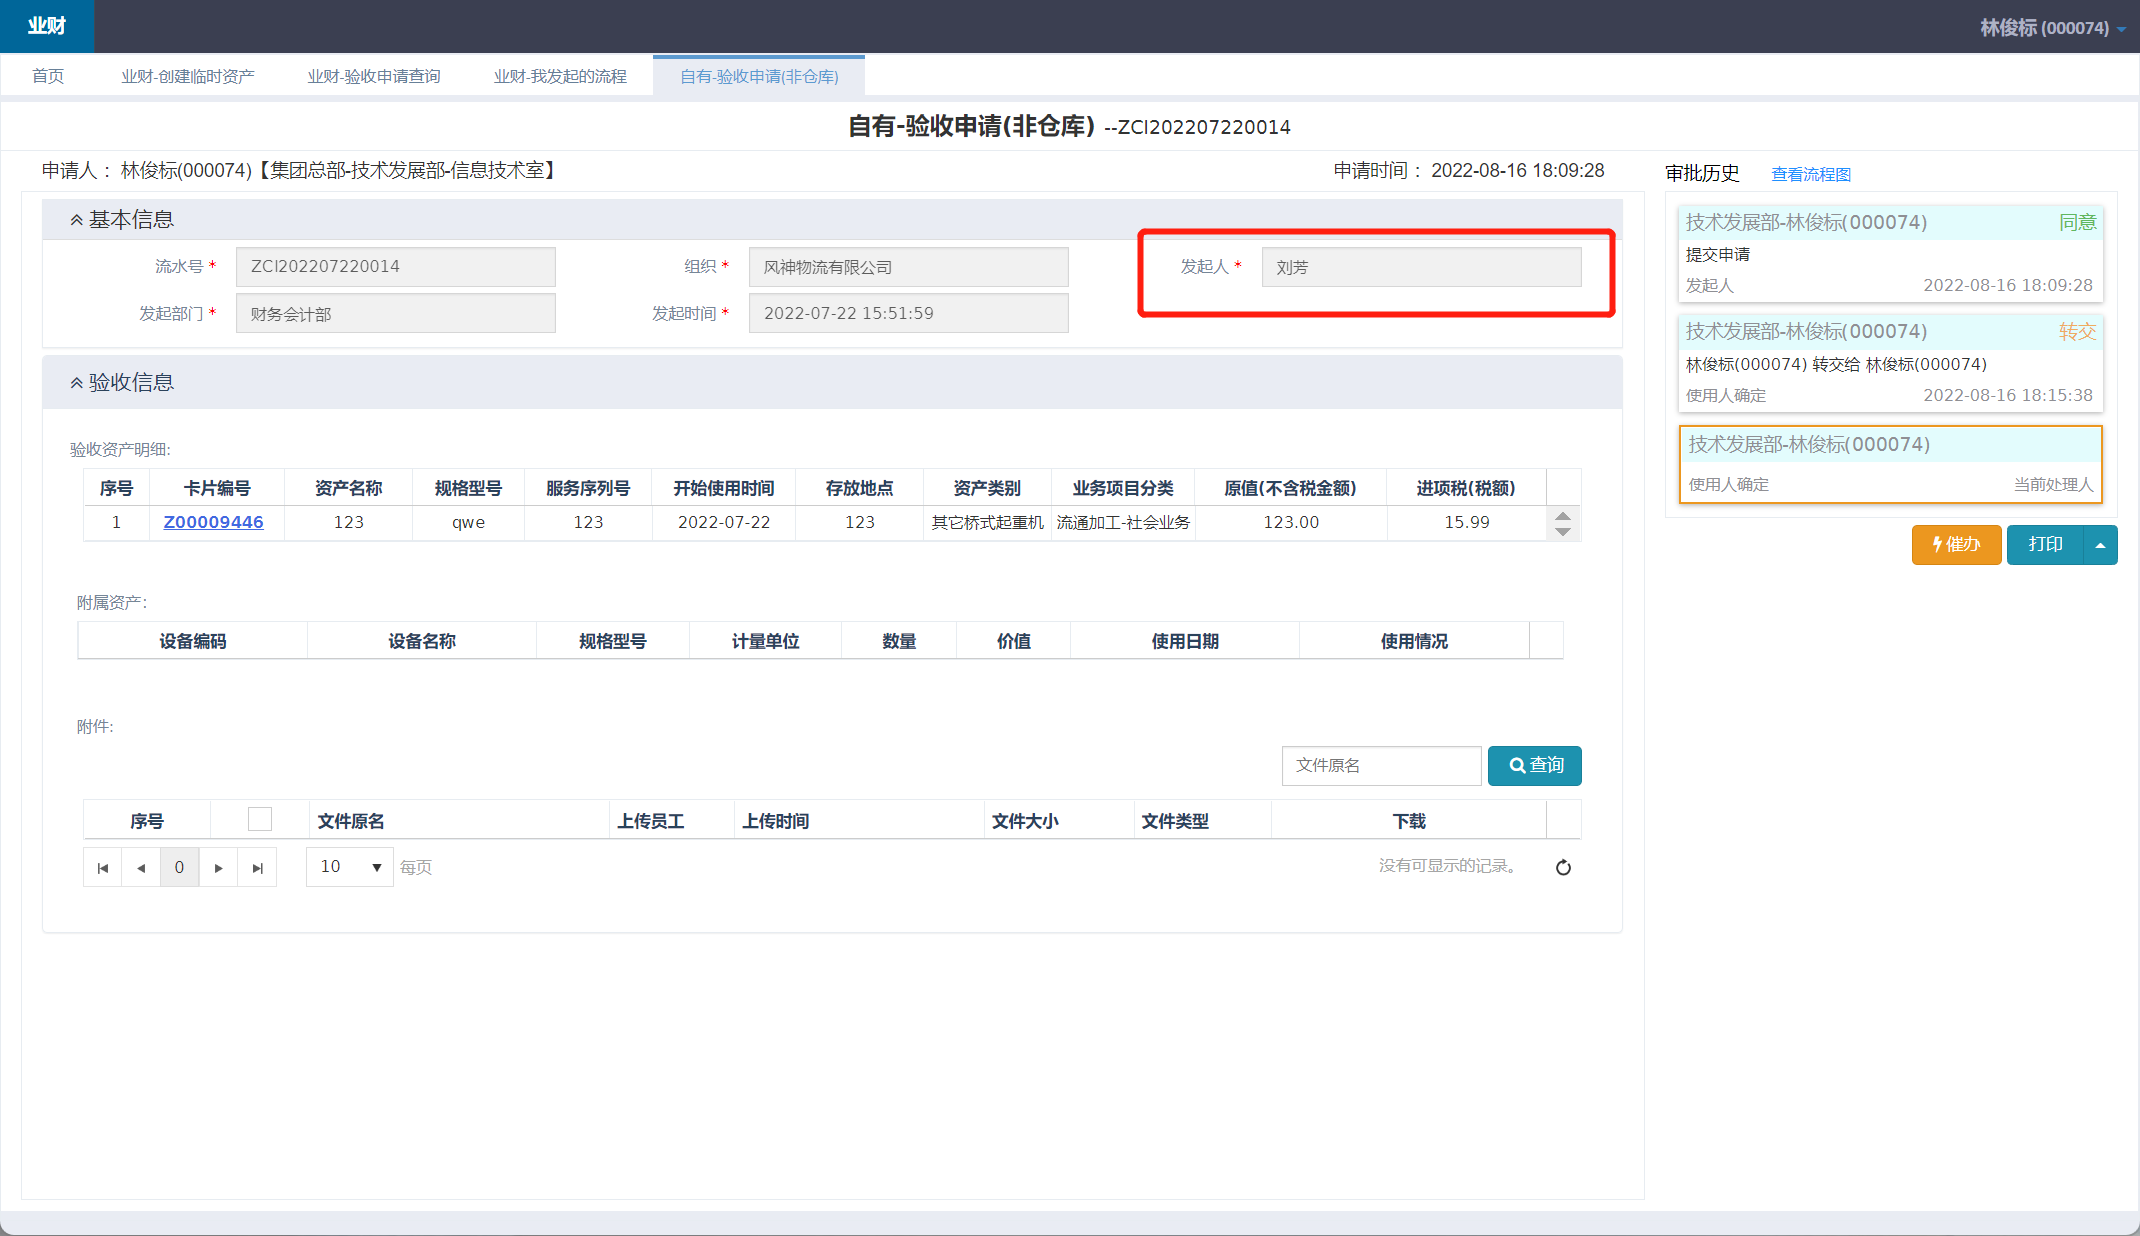 业财
林俊标 (000074)
首页 业财-创建临时资产 业财-验收申请查询 业财-我发起的流程 自有-验收申请(非仓库)
自有-验收申请(非仓库) --ZCI202207220014
申请人： 林俊标(000074)【集团总部-技术发展部-信息技术室】 申请时间： 2022-08-16 18:09:28
基本信息
流水号 * ZCI202207220014 组织 * 风神物流有限公司 发起人 * 刘芳
发起部门 * 财务会计部 发起时间 * 2022-07-22 15:51:59
验收信息
验收资产明细:
序号 卡片编号 资产名称 规格型号 服务序列号 开始使用时间 存放地点 资产类别 业务项目分类 原值(不含税金额) 进项税(税额)
1 Z00009446 123 qwe 123 2022-07-22 123 其它桥式起重机 流通加工-社会业务 123.00 15.99
附属资产:
设备编码 设备名称 规格型号 计量单位 数量 价值 使用日期 使用情况
附件:
文件原名 查询
序号 文件原名 上传员工 上传时间 文件大小 文件类型 下载
0 10 每页 没有可显示的记录。
审批历史 查看流程图
技术发展部-林俊标(000074) 同意
提交申请
发起人 2022-08-16 18:09:28
技术发展部-林俊标(000074) 转交
林俊标(000074) 转交给 林俊标(000074)
使用人确定 2022-08-16 18:15:38
技术发展部-林俊标(000074)
使用人确定 当前处理人
催办 打印